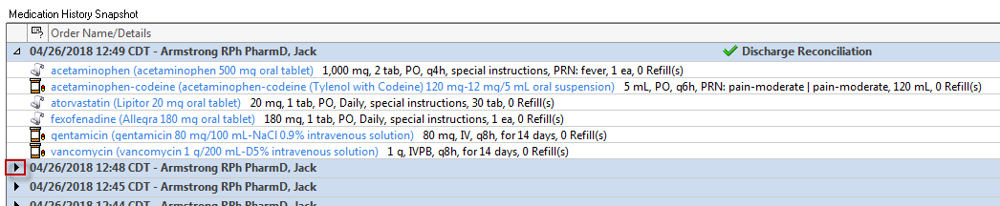 Medication History Snapshot
Order Name/Details
04/26/2018 12:49 CDT - Armstrong RPh PharmD, Jack Discharge Reconciliation
acetaminophen (acetaminophen 500 mg oral tablet) 1,000 mg, 2 tab, PO, q4h, special instructions, PRN: fever, 1 ea, 0 Refill(s)
acetaminophen-codeine (acetaminophen-codeine (Tylenol with Codeine) 120 mg-12 mg/5 mL oral suspension) 5 mL, PO, q6h, PRN: pain-moderate | pain-moderate, 120 mL, 0 Refill(s)
atorvastatin (Lipitor 20 mg oral tablet) 20 mg, 1 tab, PO, Daily, special instructions, 30 tab, 0 Refill(s)
fexofenadine (Allegra 180 mg oral tablet) 180 mg, 1 tab, PO, Daily, special instructions, 1 ea, 0 Refill(s)
gentamicin (gentamicin 80 mg/100 mL-NaCl 0.9% intravenous solution) 80 mg, IV, q8h, for 14 days, 0 Refill(s)
vancomycin (vancomycin 1 g/200 mL-D5% intravenous solution) 1 g, IVPB, q8h, for 14 days, 0 Refill(s)
04/26/2018 12:48 CDT - Armstrong RPh PharmD, Jack
04/26/2018 12:45 CDT - Armstrong RPh PharmD, Jack
04/26/2018 12:44 CDT - Armstrong RPh PharmD, Jack